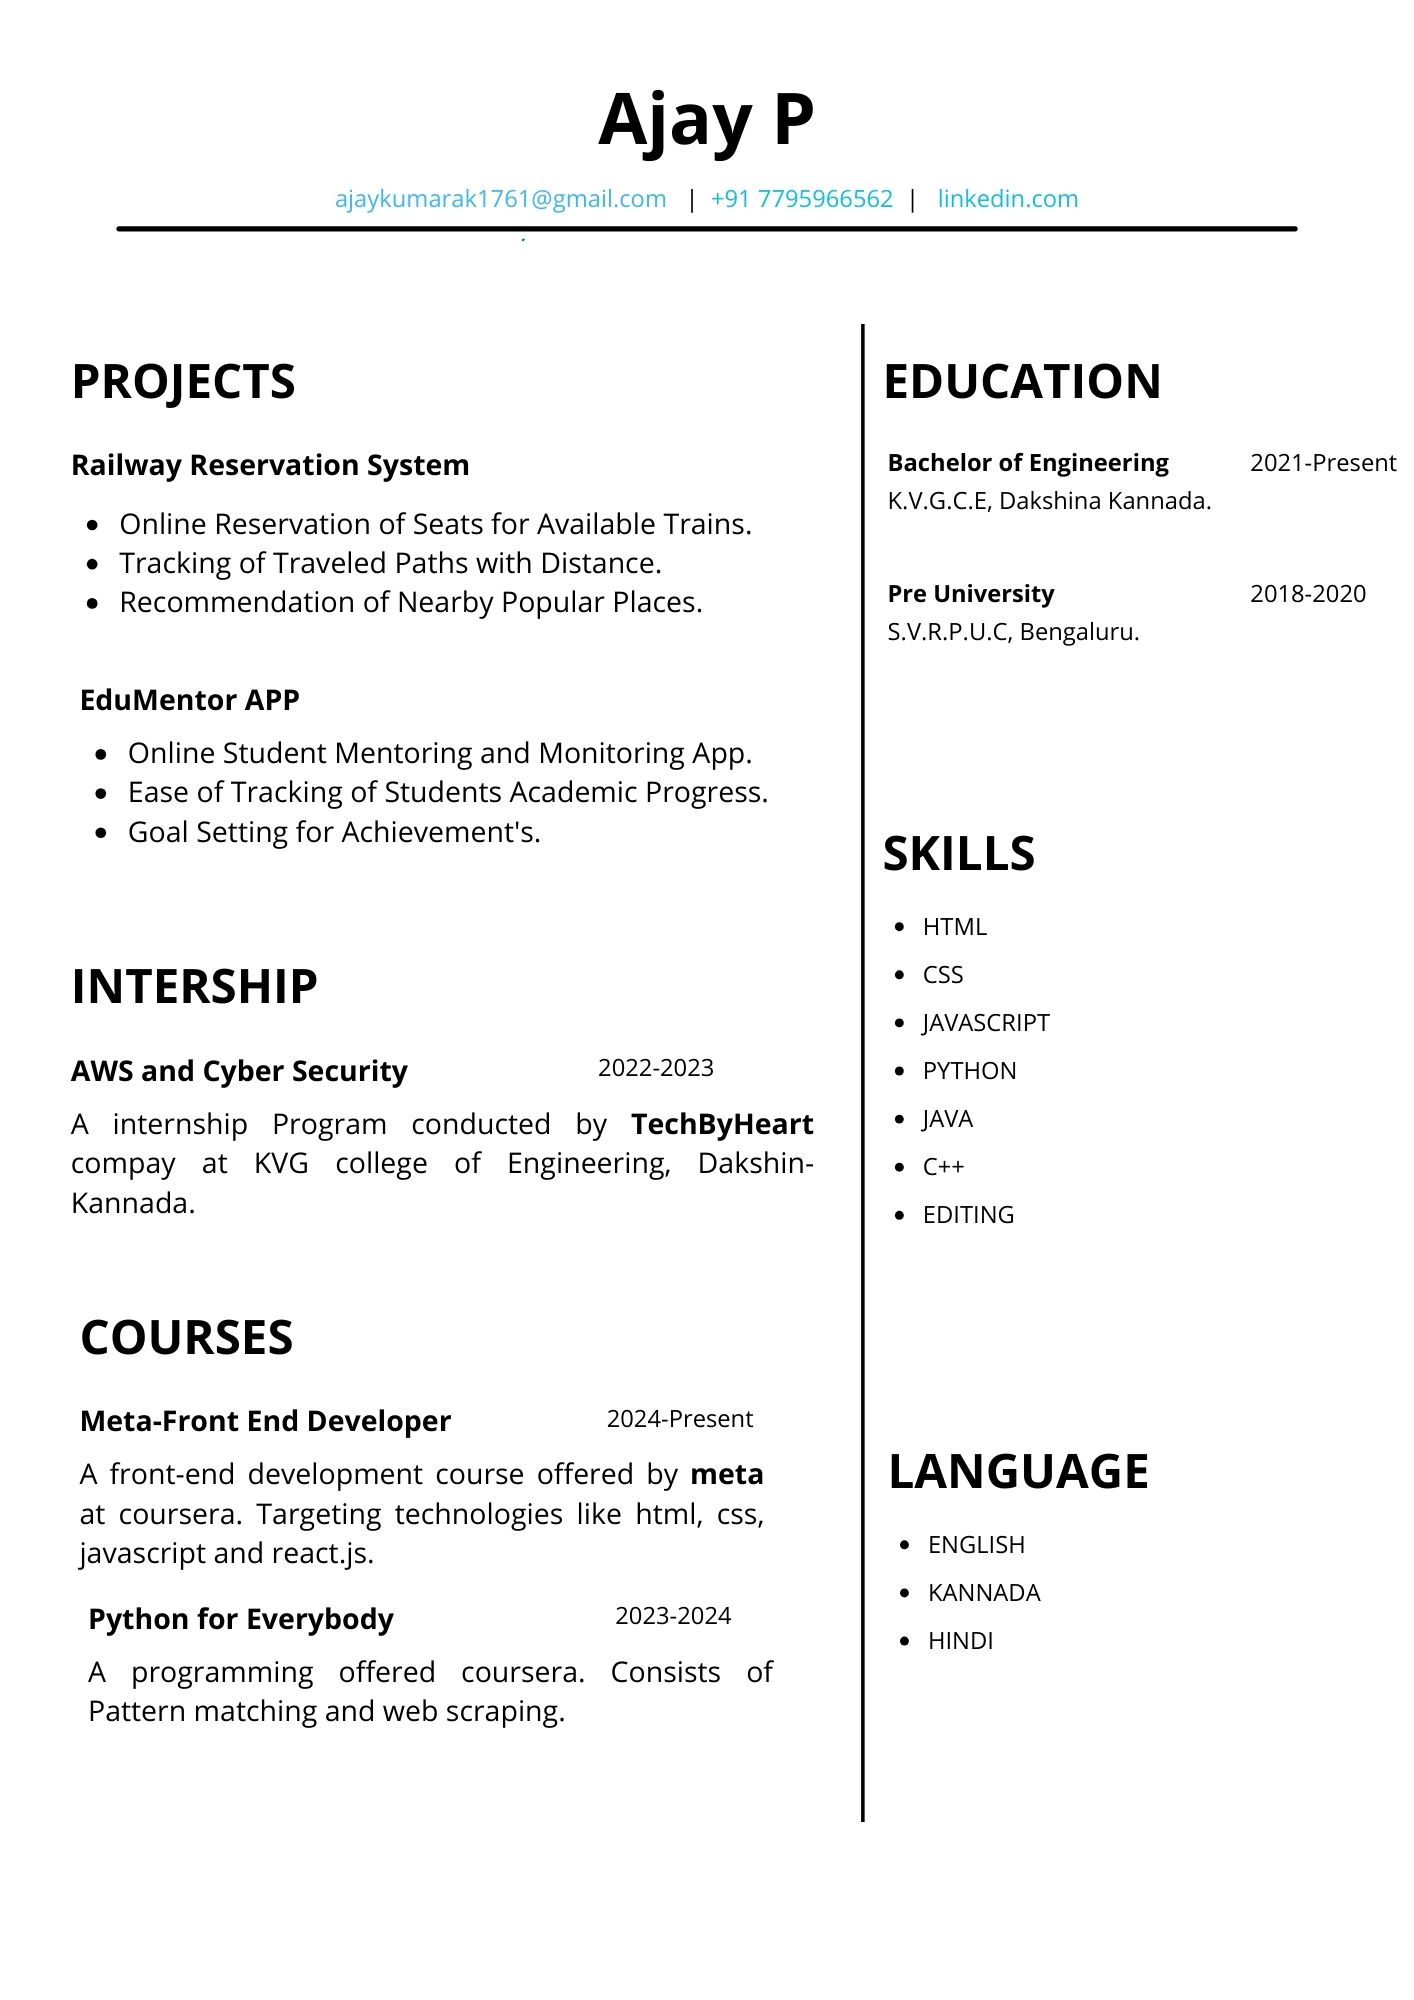 Ajay P
ajaykumarak1761@gmail.com | +91 7795966562 | linkedin.com
PROJECTS
Railway Reservation System
• Online Reservation of Seats for Available Trains.
• Tracking of Traveled Paths with Distance.
• Recommendation of Nearby Popular Places.
EduMentor APP
• Online Student Mentoring and Monitoring App.
• Ease of Tracking of Students Academic Progress.
• Goal Setting for Achievement's.
INTERSHIP
AWS and Cyber Security 2022-2023
A internship Program conducted by TechByHeart
compay at KVG college of Engineering, Dakshin-
Kannada.
COURSES
Meta-Front End Developer 2024-Present
A front-end development course offered by meta
at coursera. Targeting technologies like html, css,
javascript and react.js.
Python for Everybody 2023-2024
A programming offered coursera. Consists of
Pattern matching and web scraping.
EDUCATION
Bachelor of Engineering 2021-Present
K.V.G.C.E, Dakshina Kannada.
Pre University 2018-2020
S.V.R.P.U.C, Bengaluru.
SKILLS
• HTML
• CSS
• JAVASCRIPT
• PYTHON
• JAVA
• C++
• EDITING
LANGUAGE
• ENGLISH
• KANNADA
• HINDI